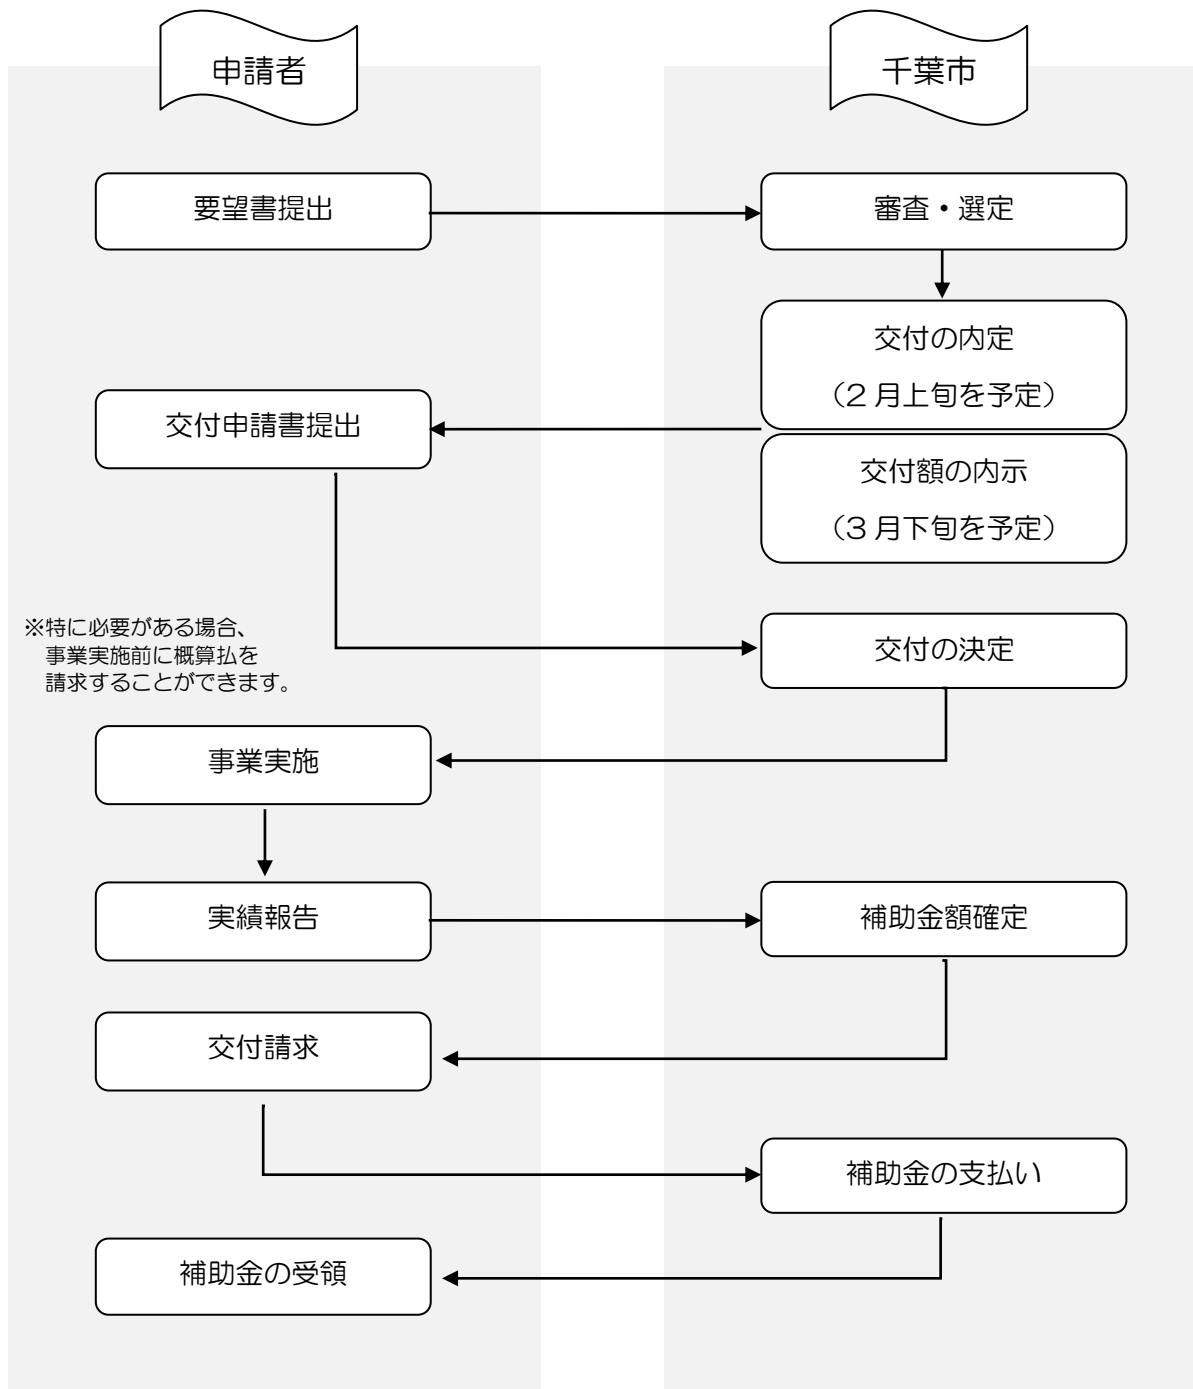 申請者
千葉市
要望書提出
審査・選定
交付の内定
（２月上旬を予定）
交付申請書提出
交付額の内示
（３月下旬を予定）
※特に必要がある場合、
事業実施前に概算払を
請求することができます。
交付の決定
事業実施
実績報告
補助金額確定
交付請求
補助金の支払い
補助金の受領